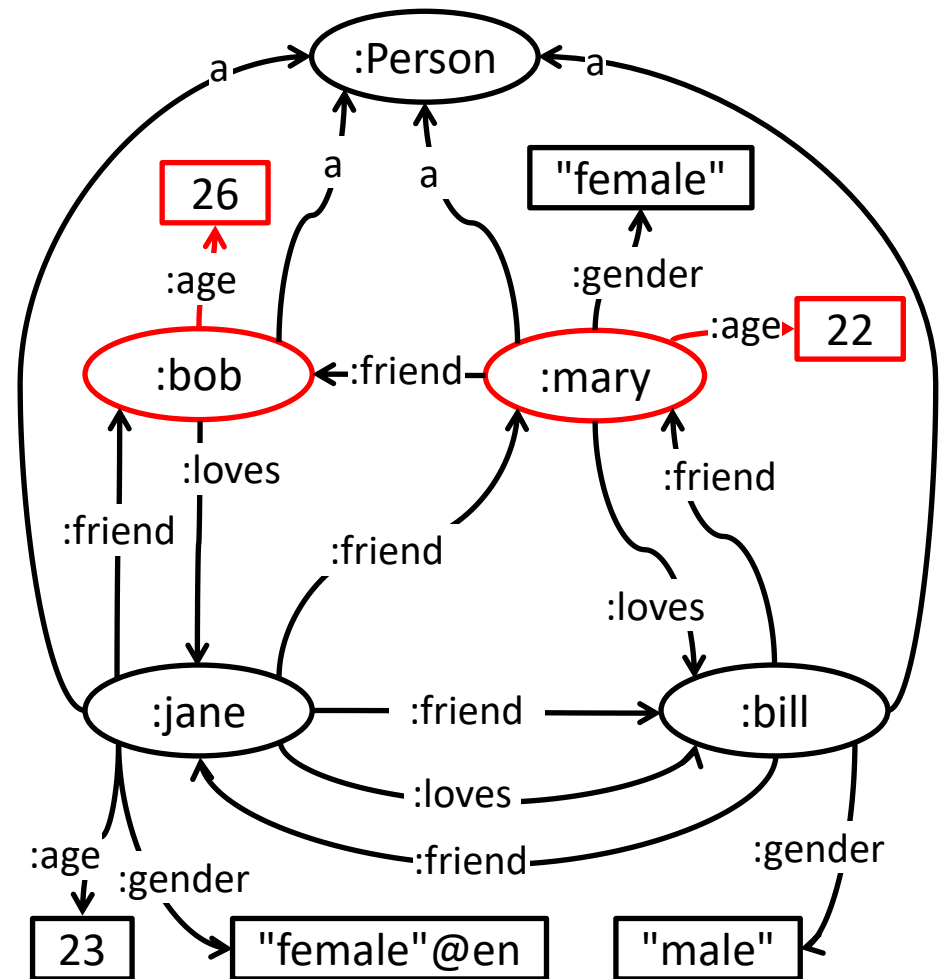 :Person
a
a
a
a
"female"
26
:gender
:age
:age
22
:bob
:friend
:mary
:loves
:friend
:friend
:friend
:loves
:jane
:friend
:bill
:loves
:friend
:age
:gender
:gender
23
"female"@en
"male"